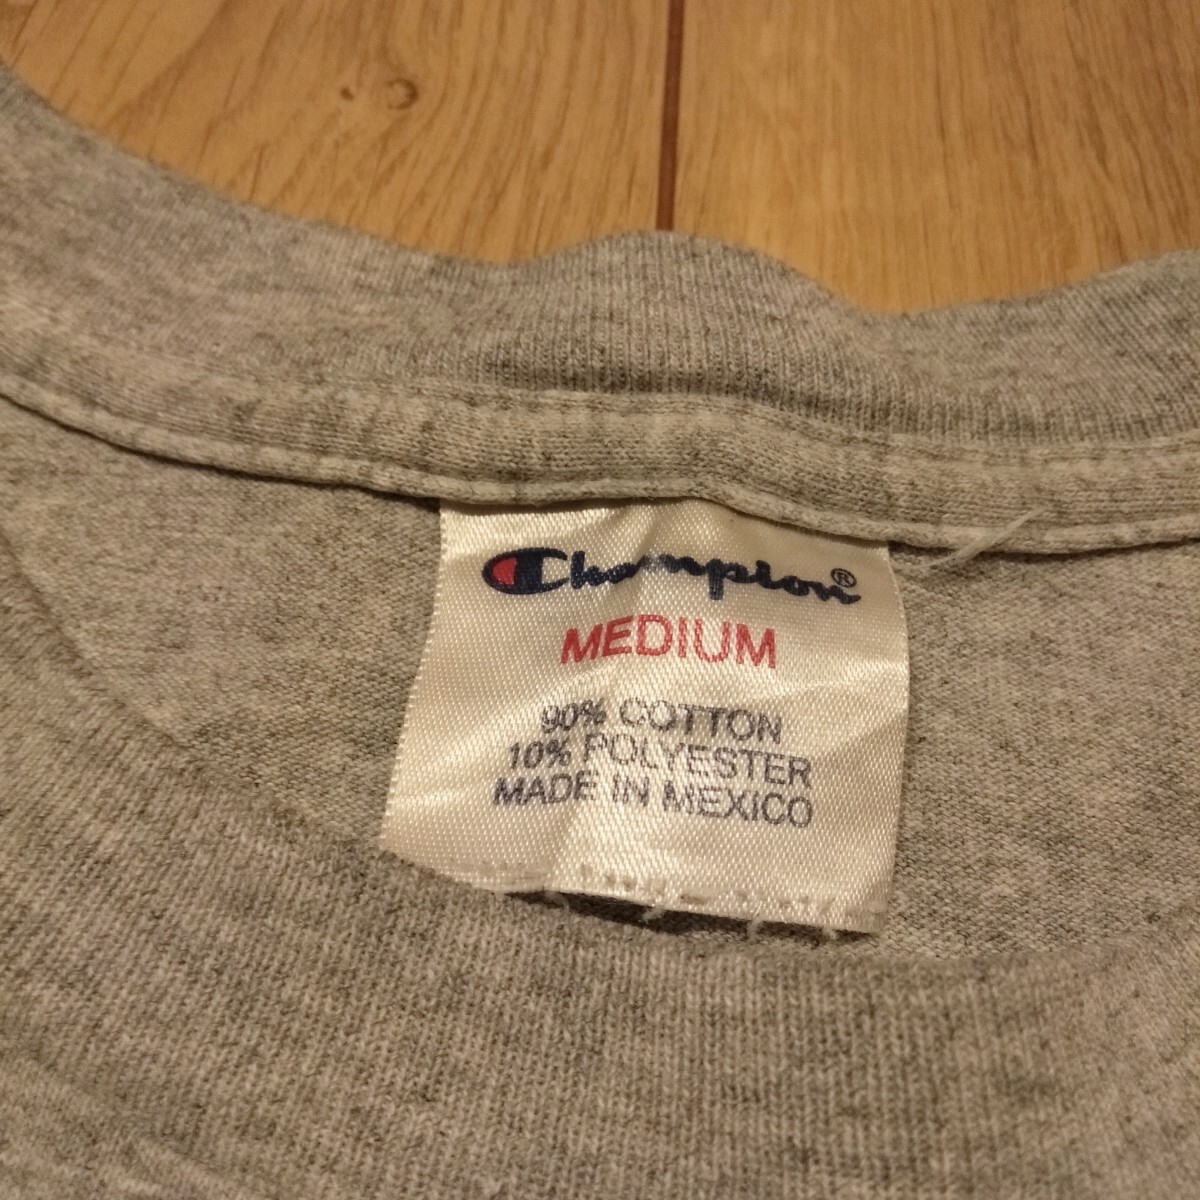 Champion®
MEDIUM
90% COTTON
10% POLYESTER
MADE IN MEXICO